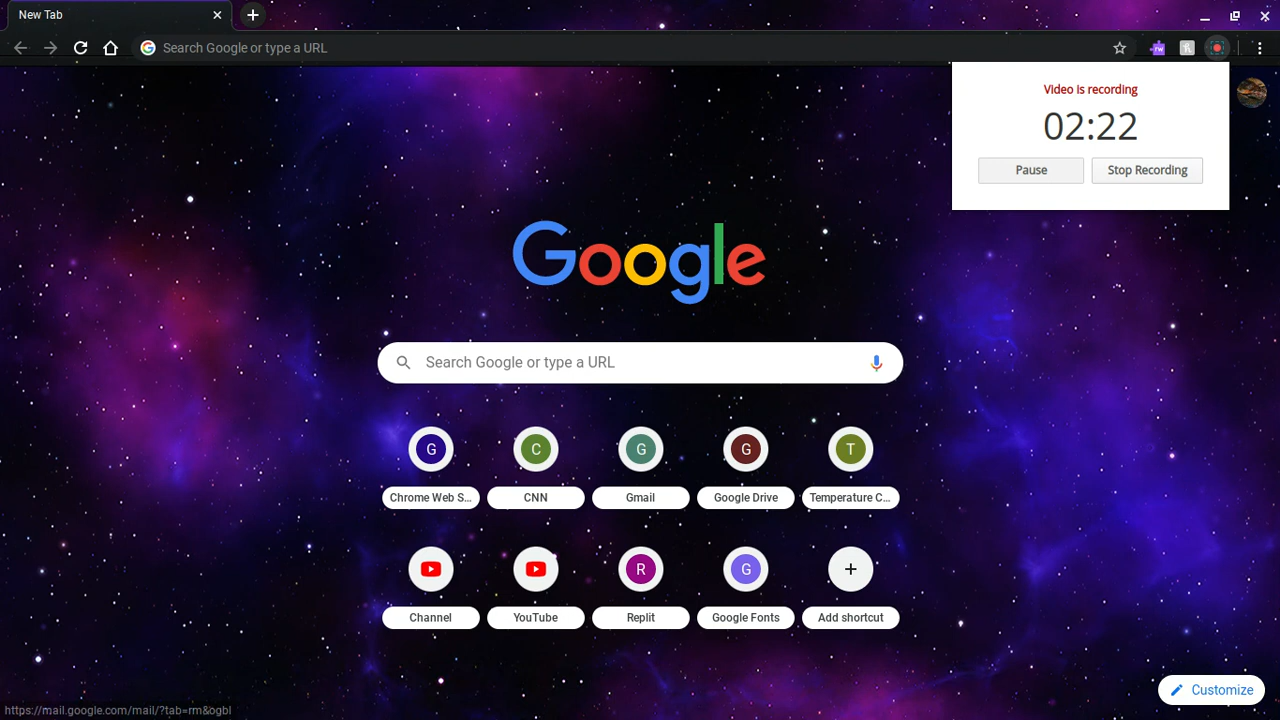 New Tab
Search Google or type a URL
rw
Video is recording
02:22
Pause
Stop Recording
Google
Search Google or type a URL
G
C
G
G
T
Chrome Web S...
CNN
Gmail
Google Drive
Temperature C...
R
G
Channel
YouTube
Replit
Google Fonts
Add shortcut
Customize
https://mail.google.com/mail/?tab=rm&ogbl